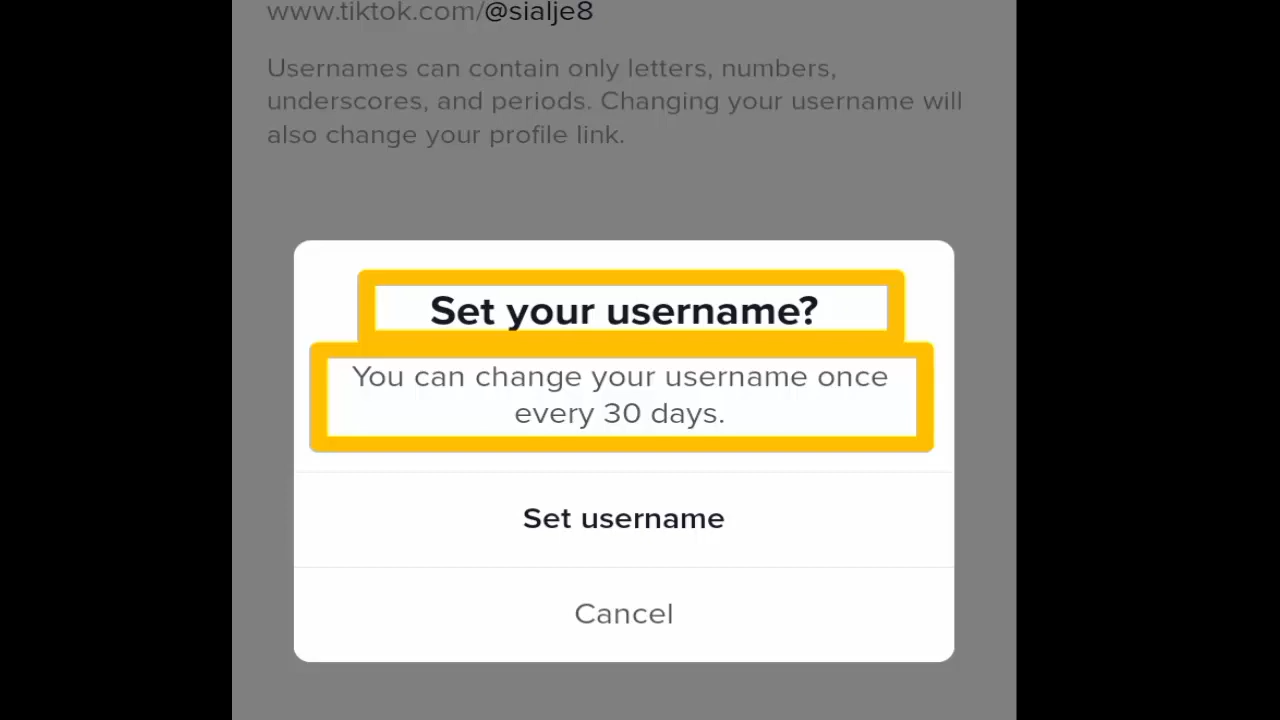 www.tiktok.com/@sialje8
Usernames can contain only letters, numbers,
underscores, and periods. Changing your username will
also change your profile link.
Set your username?
You can change your username once
every 30 days.
Set username
Cancel